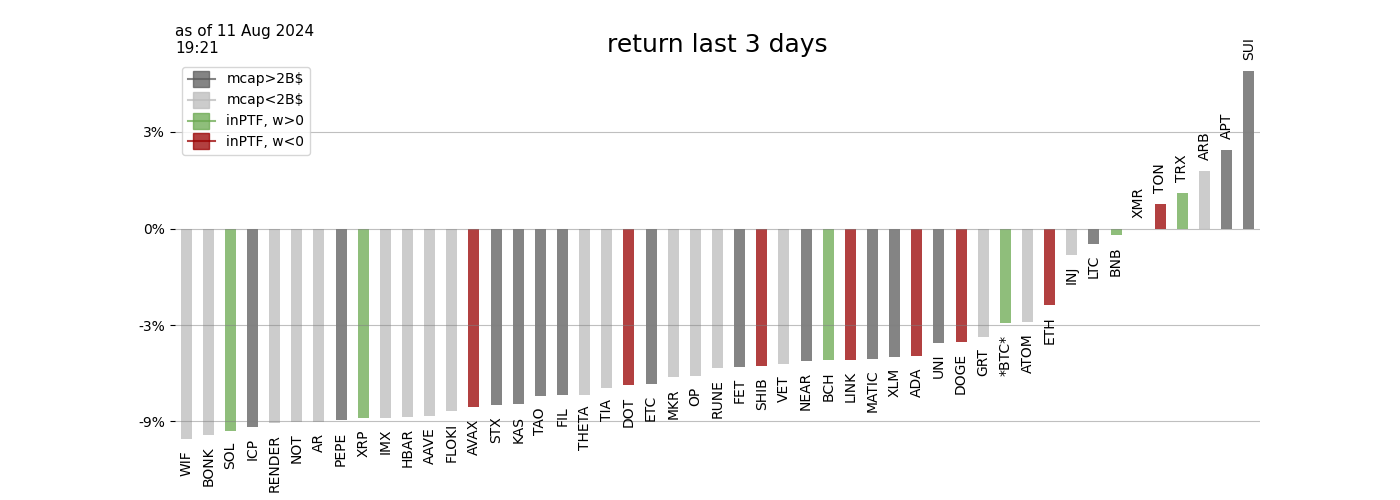 as of 11 Aug 2024
19:21
return last 3 days
mcap>2B$
mcap<2B$
inPTF, w>0
inPTF, w<0
3%
0%
-3%
-9%
WIF
BONK
SOL
ICP
RENDER
NOT
AR
PEPE
XRP
IMX
HBAR
AAVE
FLOKI
AVAX
STX
KAS
TAO
FIL
THETA
TIA
DOT
ETC
MKR
OP
RUNE
FET
SHIB
VET
NEAR
BCH
LINK
MATIC
XLM
ADA
UNI
DOGE
GRT
*BTC*
ATOM
ETH
INJ
LTC
BNB
XMR
TON
TRX
ARB
APT
SUI